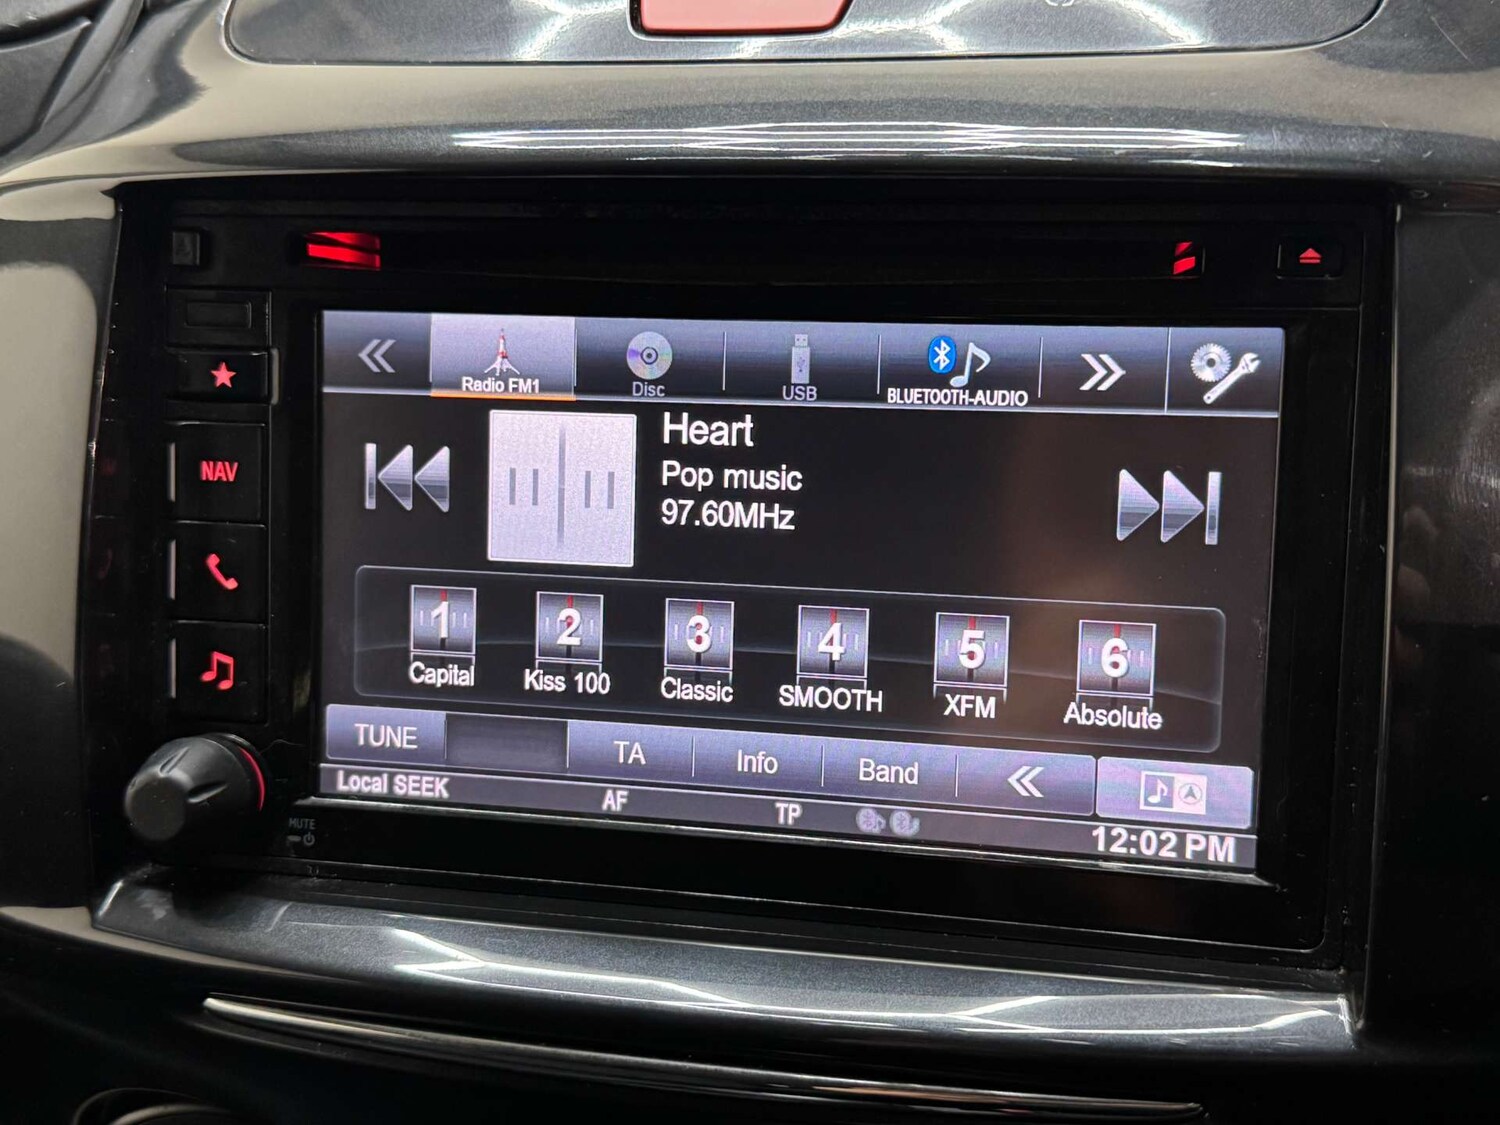 Radio FM1
Disc
USB
BLUETOOTH-AUDIO
Heart
Pop music
97.60MHz
NAV
1
2
3
4
5
6
Capital
Kiss 100
Classic
SMOOTH
XFM
Absolute
TUNE
TA
Info
Band
Local SEEK
AF
TP
12:02 PM
MUTE